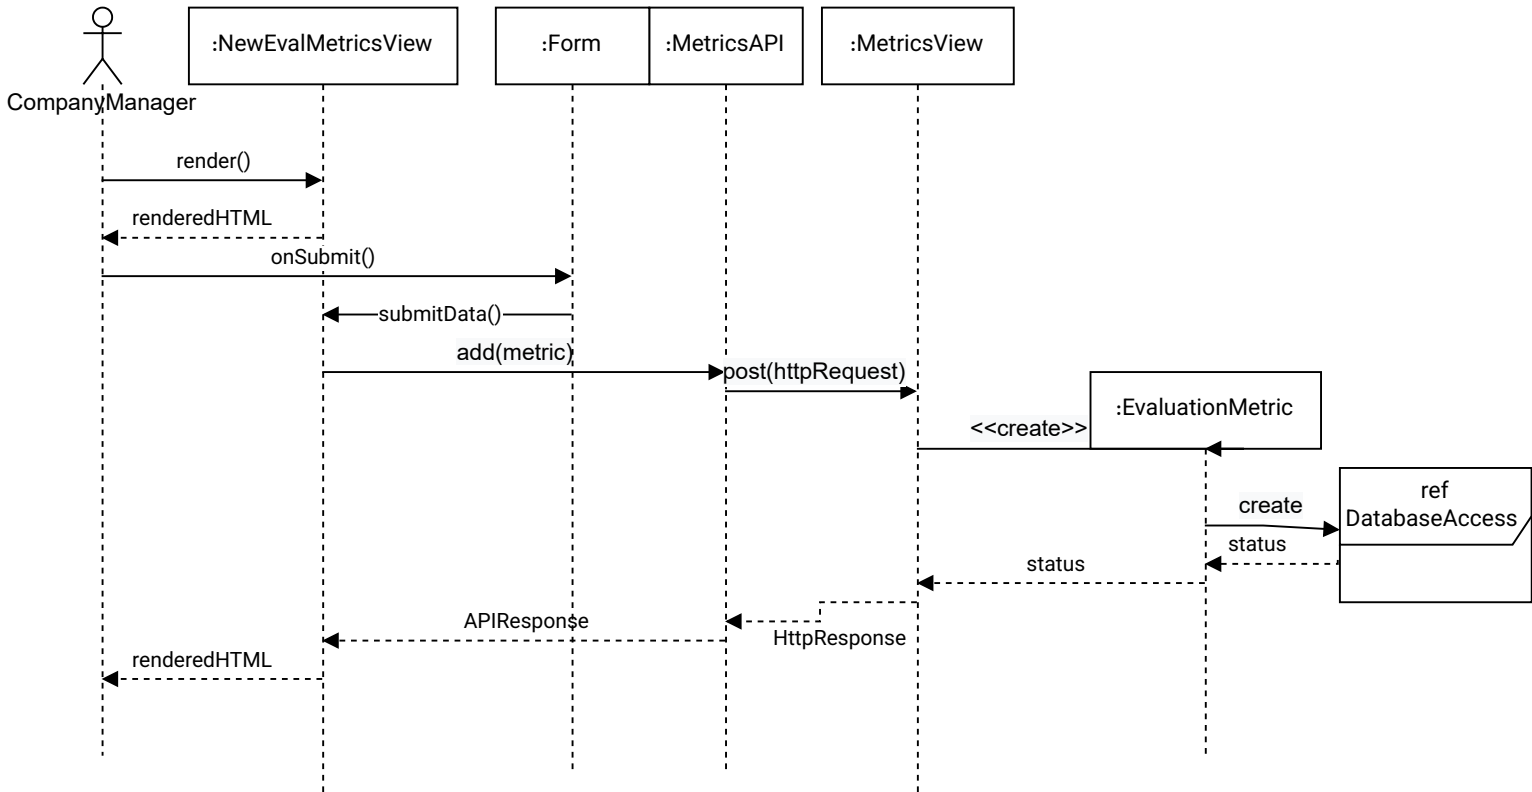 :NewEvalMetricsView
:Form
:MetricsAPI
:MetricsView
CompanyManager
render()
renderedHTML
onSubmit()
submitData()
add(metric)
post(httpRequest)
:EvaluationMetric
<<create>>
ref
DatabaseAccess
create
status
status
APIResponse
HttpResponse
renderedHTML